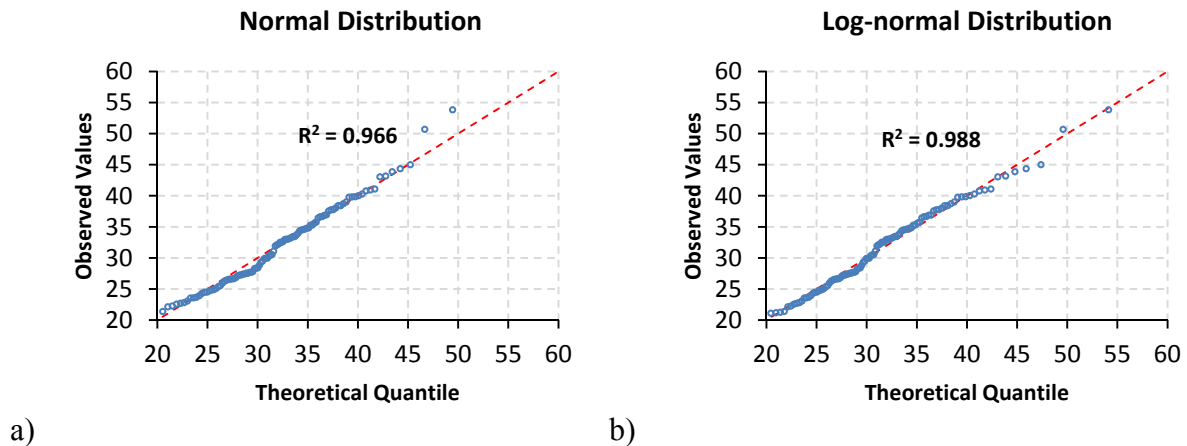 Normal Distribution
60
55
50
45
40
35
30
25
20
Observed Values
R² = 0.966
20 25 30 35 40 45 50 55 60
Theoretical Quantile
a)
Log-normal Distribution
60
55
50
45
40
35
30
25
20
Observed Values
R² = 0.988
20 25 30 35 40 45 50 55 60
Theoretical Quantile
b)